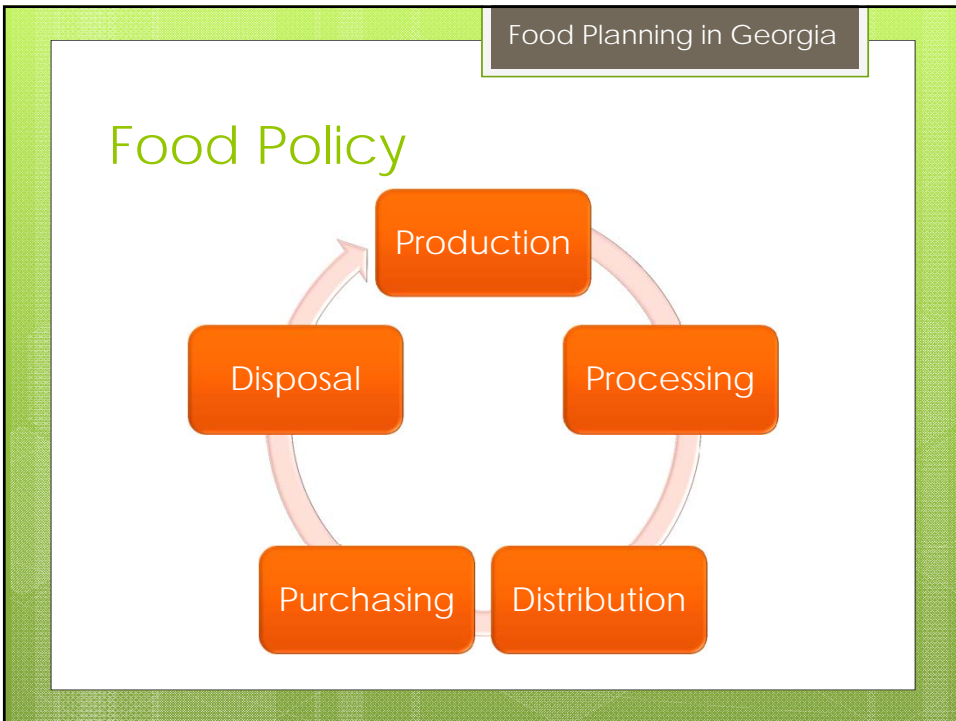 Food Planning in Georgia
Food Policy
Production
Processing
Distribution
Purchasing
Disposal